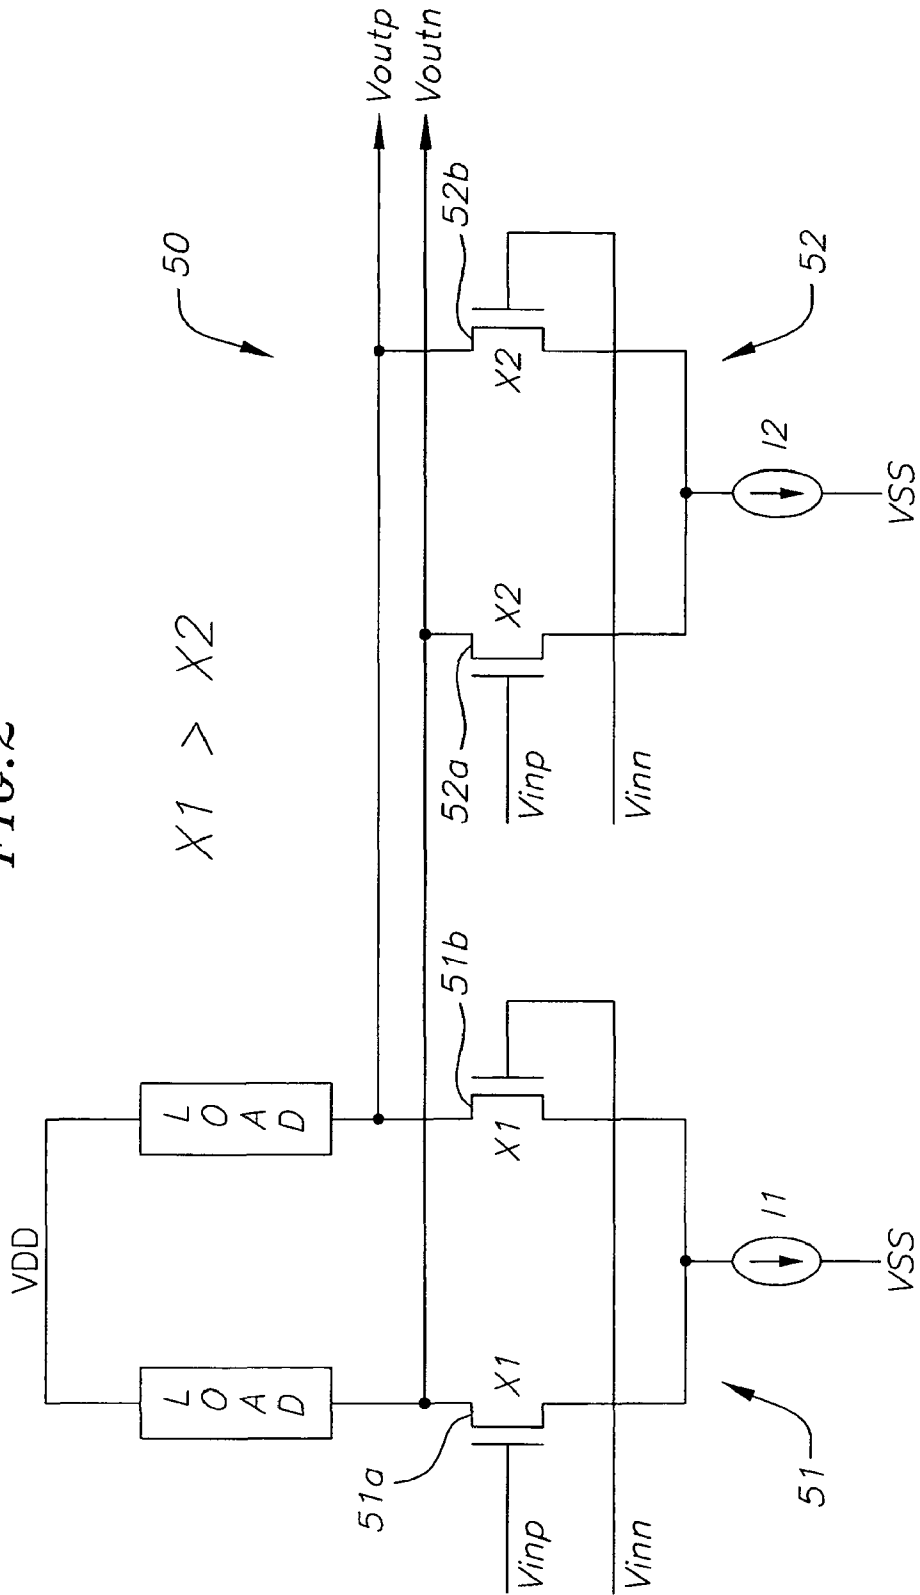 FIG.2
VDD
X1 > X2
50
LOAD
LOAD
Voutp
Voutn
51a
51b
52a
52b
X1
X1
X2
X2
Vinp
Vinp
Vinn
Vinn
51
I1
I2
52
VSS
VSS